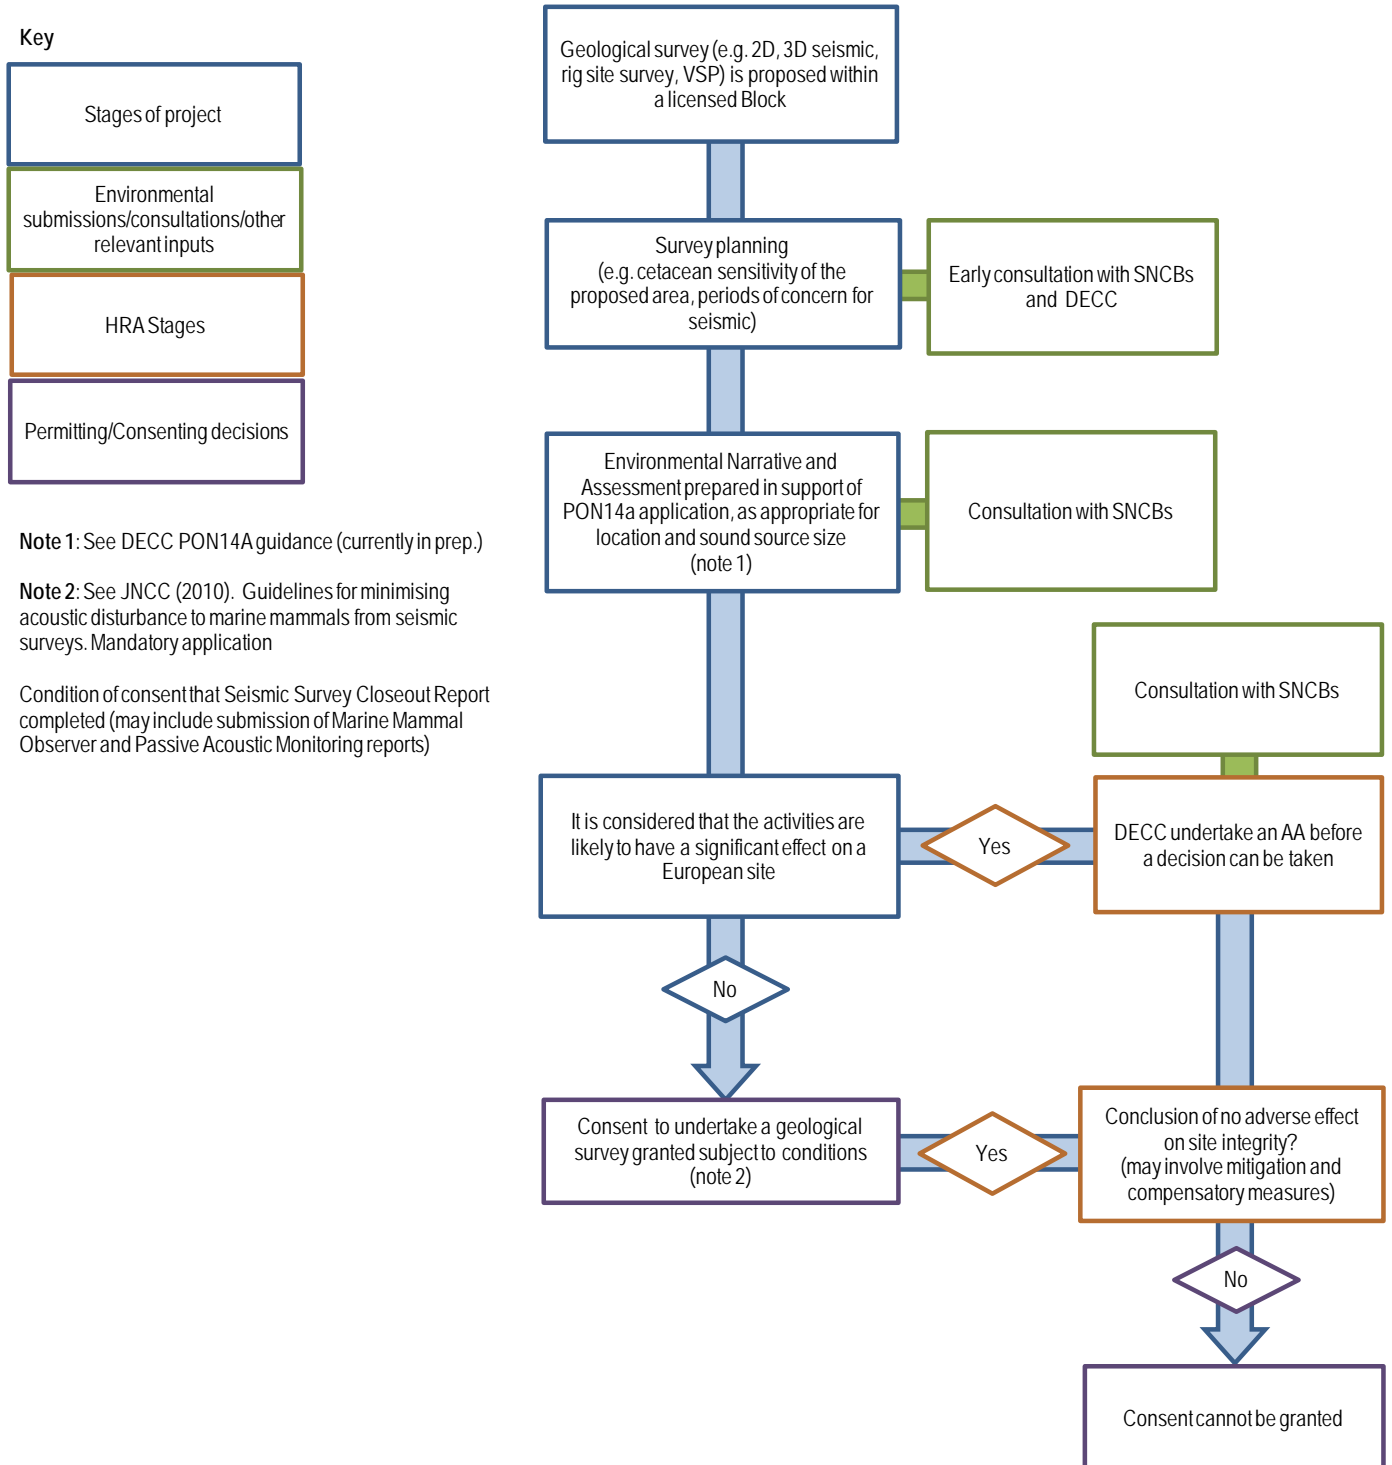 Key
Stages of project
Environmental
submissions/consultations/other
relevant inputs
HRA Stages
Permitting/Consenting decisions
Note 1: See DECC PON14A guidance (currently in prep.)
Note 2: See JNCC (2010). Guidelines for minimising
acoustic disturbance to marine mammals from seismic
surveys. Mandatory application
Condition of consent that Seismic Survey Closeout Report
completed (may include submission of Marine Mammal
Observer and Passive Acoustic Monitoring reports)
Geological survey (e.g. 2D, 3D seismic,
rig site survey, VSP) is proposed within
a licensed Block
Survey planning
(e.g. cetacean sensitivity of the
proposed area, periods of concern for
seismic)
Early consultation with SNCBs
and DECC
Environmental Narrative and
Assessment prepared in support of
PON14a application, as appropriate for
location and sound source size
(note 1)
Consultation with SNCBs
Consultation with SNCBs
It is considered that the activities are
likely to have a significant effect on a
European site
Yes
DECC undertake an AA before
a decision can be taken
No
Consent to undertake a geological
survey granted subject to conditions
(note 2)
Yes
Conclusion of no adverse effect
on site integrity?
(may involve mitigation and
compensatory measures)
No
Consent cannot be granted